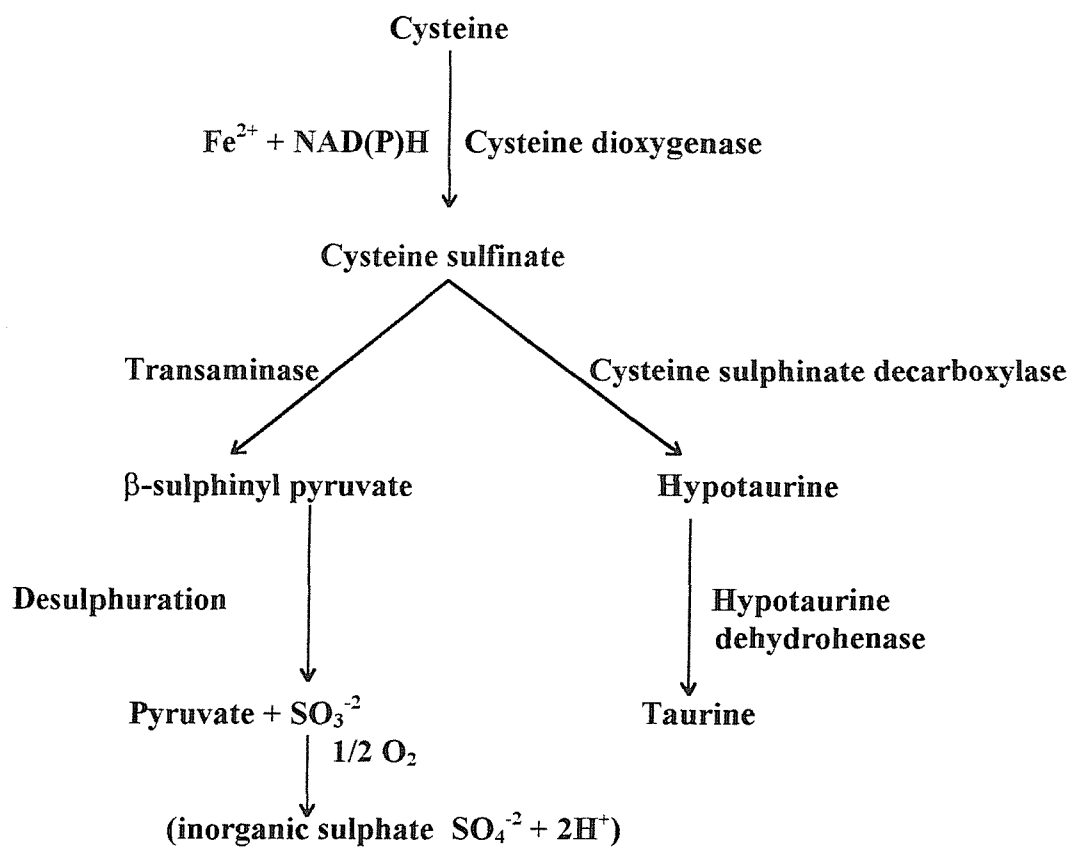 Cysteine
Fe²⁺ + NAD(P)H Cysteine dioxygenase
Cysteine sulfinate
Transaminase Cysteine sulphinate decarboxylase
β-sulphinyl pyruvate Hypotaurine
Desulphuration Hypotaurine
dehydrohenase
Pyruvate + SO₃⁻² Taurine
1/2 O₂
(inorganic sulphate SO₄⁻² + 2H⁺)